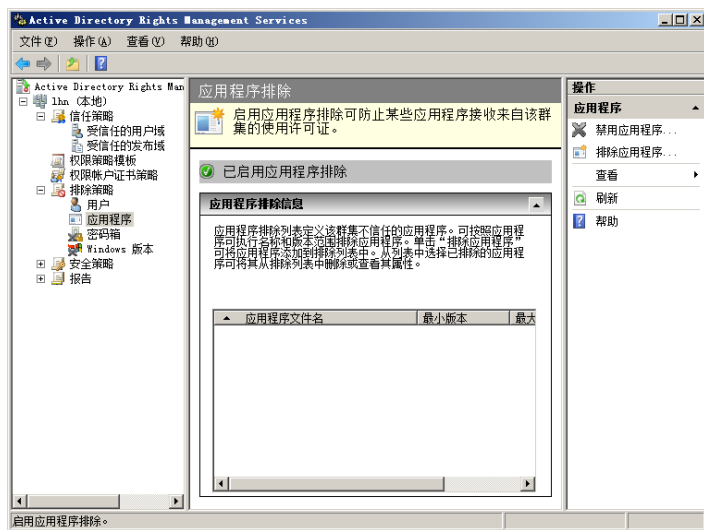 Active Directory Rights Management Services
文件(F) 操作(A) 查看(V) 帮助(H)
Active Directory Rights Man
lhn (本地)
信任策略
受信任的用户域
受信任的发布域
权限策略模板
权限帐户证书策略
排除策略
用户
应用程序
密码箱
Windows 版本
安全策略
报告
应用程序排除
启用应用程序排除可防止某些应用程序接收来自该群
集的使用许可证。
已启用应用程序排除
应用程序排除信息
应用程序排除列表定义该群集不信任的应用程序。可按照应用程
序可执行名称和版本范围排除应用程序。单击“排除应用程序”
可将应用程序添加到排除列表中。从列表中选择已排除的应用程
序可将其从排除列表中删除或查看其属性。
应用程序文件名 最小版本 最大
操作
应用程序
禁用应用程序...
排除应用程序...
查看
刷新
帮助
启用应用程序排除。